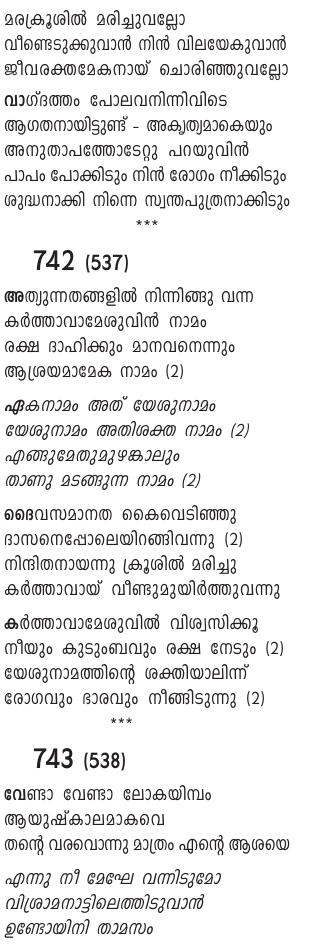 മരക്രൂശിൽ മരിച്ചുവല്ലോ
വീണ്ടെടുക്കുവാൻ നിൻ വിലയേകുവാൻ
ജീവരക്തമേകനായ് ചൊരിഞ്ഞുവല്ലോ
വാഗ്ദത്തം പോലവനിന്നിവിടെ
ആഗതനായിട്ടുണ്ട് - അകൃത്യമാകെയും
അനുതാപത്തോടേറ്റു പറയുവിൻ
പാപം പോക്കിടും നിൻ രോഗം നീക്കിടും
ശുദ്ധനാക്കി നിന്നെ സ്വന്തപുത്രനാക്കിടും
***
742 (537)
അത്യുന്നതങ്ങളിൽ നിന്നിങ്ങു വന്ന
കർത്താവാമേശുവിൻ നാമം
രക്ഷ ദാഹിക്കും മാനവനെന്നും
ആശ്രയമാമേക നാമം (2)
ഏകനാമം അത് യേശുനാമം
യേശുനാമം അതിശക്ത നാമം (2)
എങ്ങുമേതുമുഴങ്കാലും
താണു മടങ്ങുന്ന നാമം (2)
ദൈവസമാനത കൈവെടിഞ്ഞു
ദാസനെപ്പോലെയിറങ്ങിവന്നു (2)
നിന്ദിതനായന്നു ക്രൂശിൽ മരിച്ചു
കർത്താവായ് വീണ്ടുമുയിർത്തുവന്നു
കർത്താവാമേശുവിൽ വിശ്വസിക്കൂ
നീയും കുടുംബവും രക്ഷ നേടും (2)
യേശുനാമത്തിന്റെ ശക്തിയാലിന്ന്
രോഗവും ഭാരവും നീങ്ങിടുന്നു (2)
***
743 (538)
വേണ്ടാ വേണ്ടാ ലോകയിമ്പം
ആയുഷ്കാലമാകവെ
തന്റെ വരവൊന്നു മാത്രം എന്റെ ആശയെ
എന്നു നീ മേഘേ വന്നിടുമോ
വിശ്രാമനാട്ടിലെത്തിടുവാൻ
ഉണ്ടോയിനി താമസം